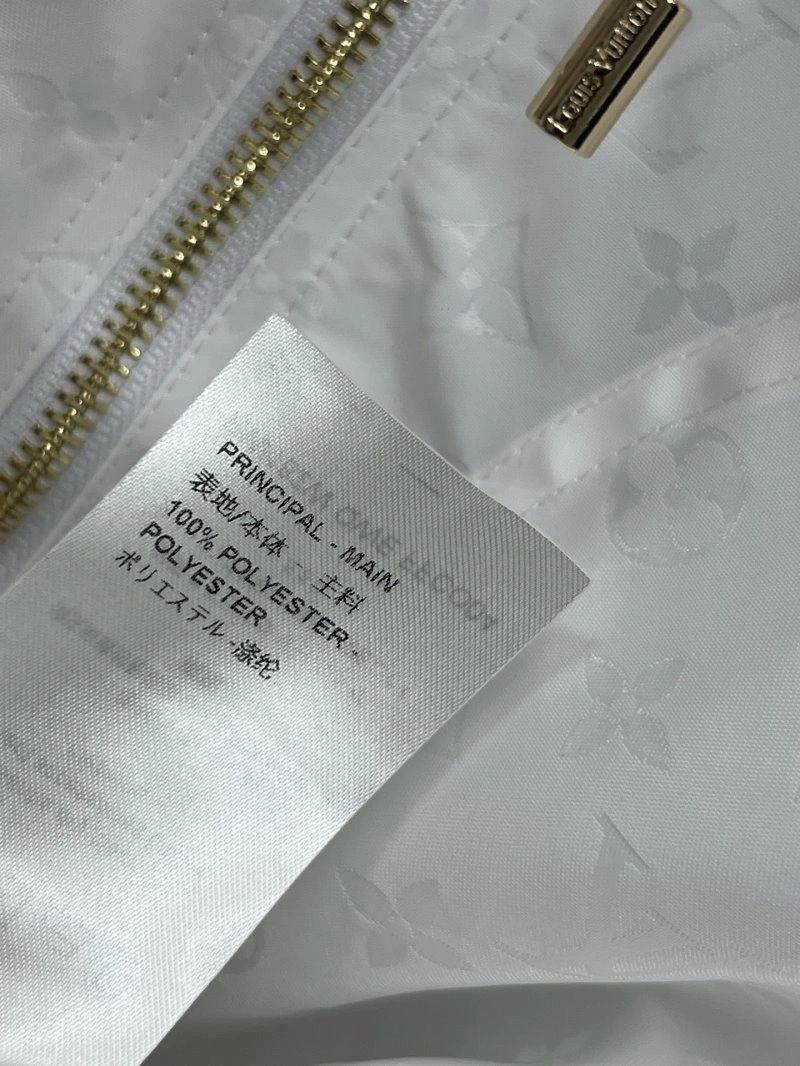 Louis Vuitton
PRINCIPAL - MAIN
表地/本体 - 主料
100% POLYESTER -
POLYESTER
ポリエステル-涤纶